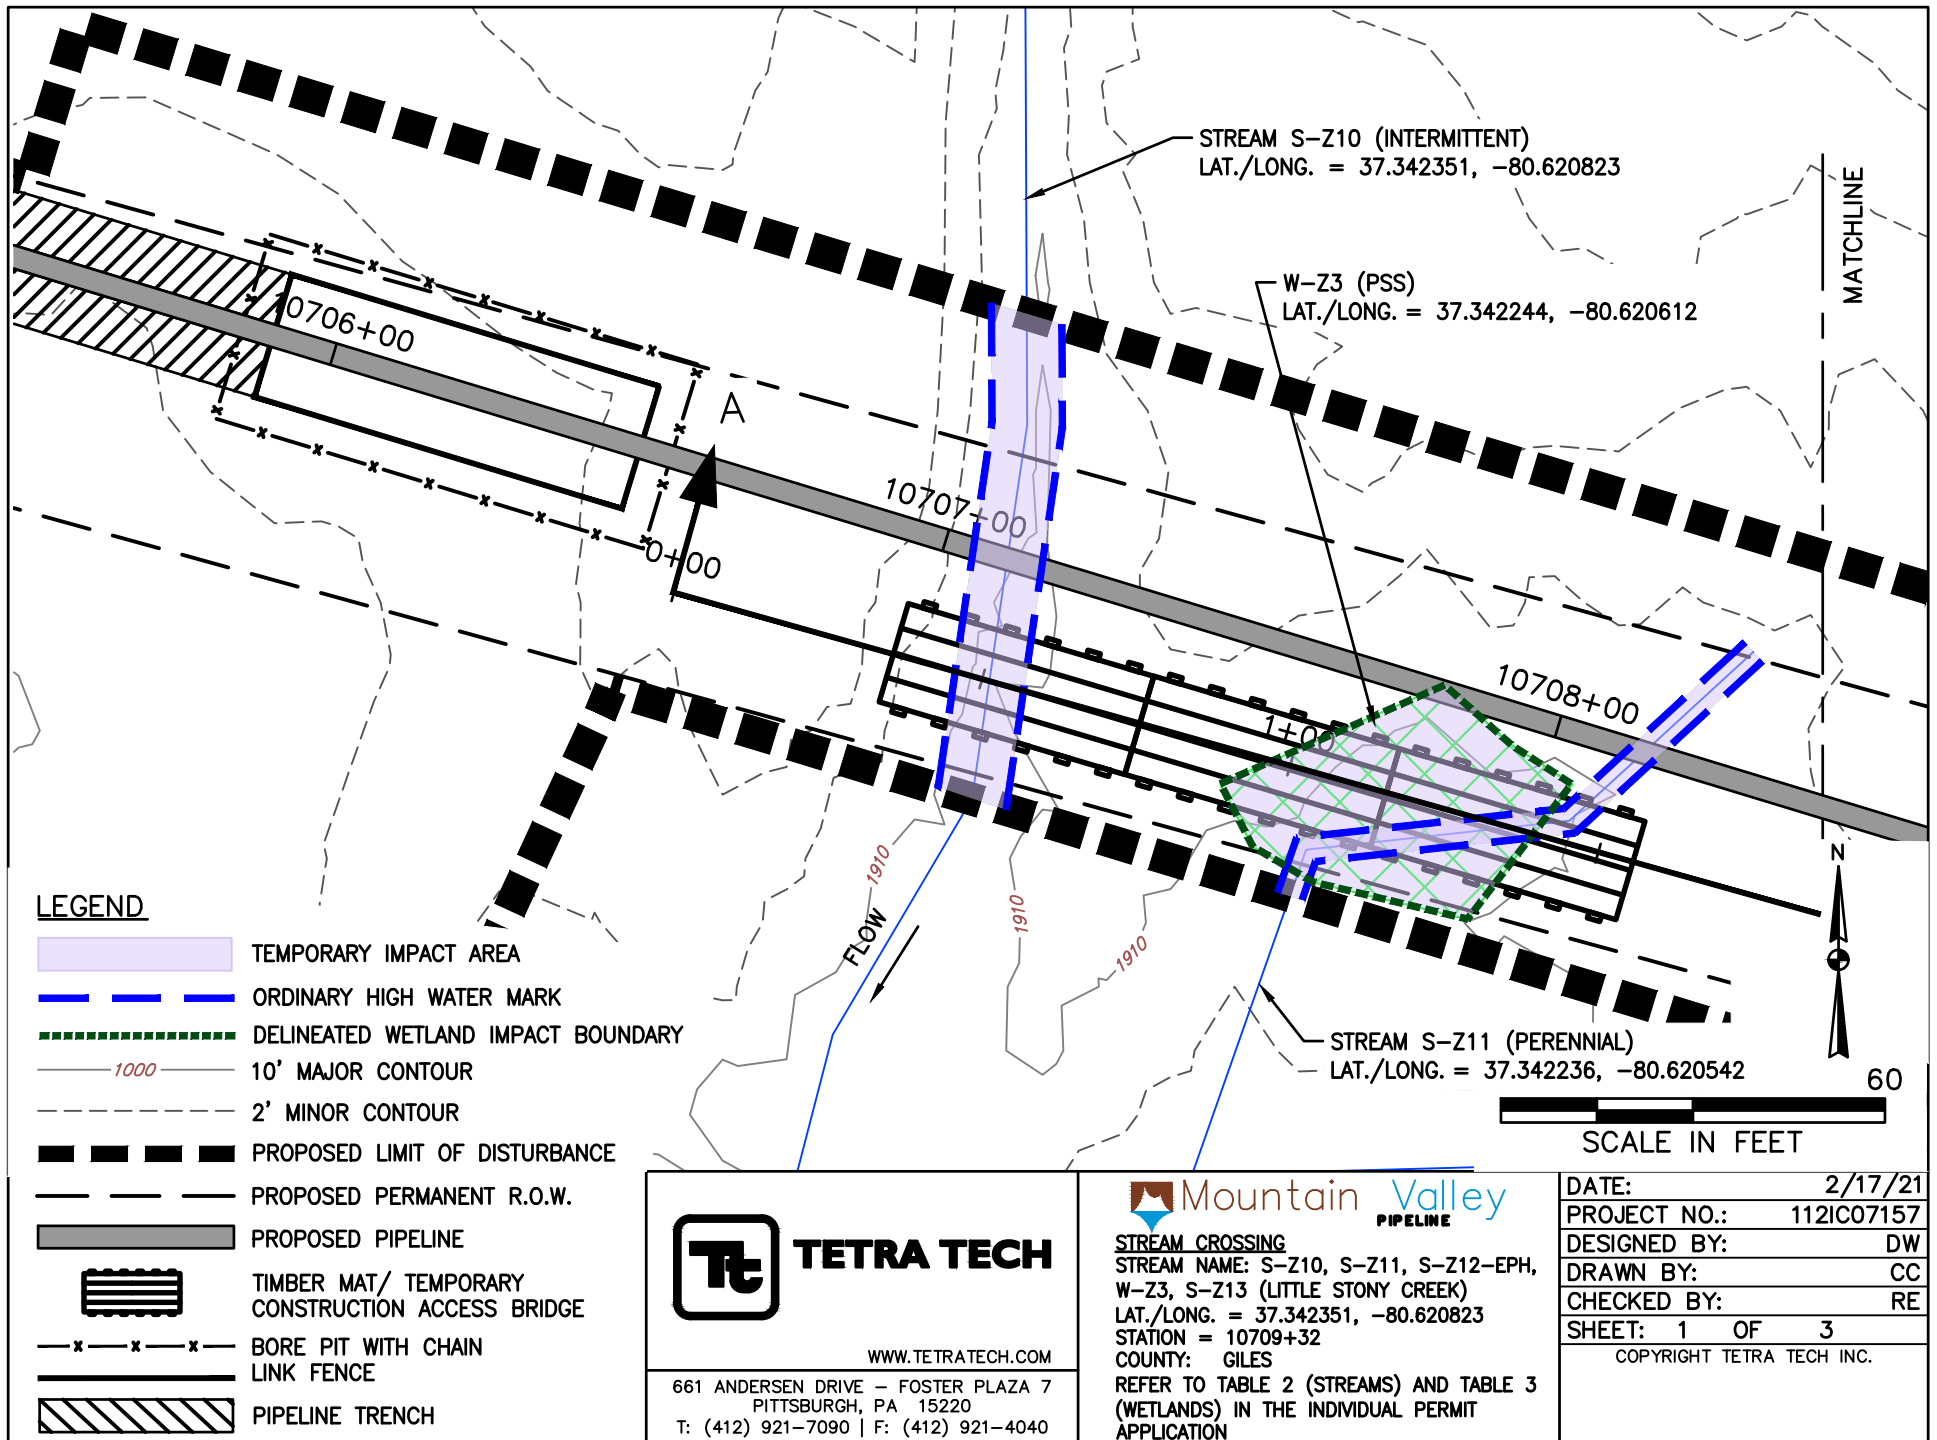 STREAM S-Z10 (INTERMITTENT)
LAT./LONG. = 37.342351, -80.620823
MATCHLINE
W-Z3 (PSS)
LAT./LONG. = 37.342244, -80.620612
10706+00
A
10707+00
0+00
10708+00
1+00
1910
FLOW
1910
1910
N
STREAM S-Z11 (PERENNIAL)
LAT./LONG. = 37.342236, -80.620542
60
SCALE IN FEET
LEGEND
TEMPORARY IMPACT AREA
ORDINARY HIGH WATER MARK
DELINEATED WETLAND IMPACT BOUNDARY
1000
10' MAJOR CONTOUR
2' MINOR CONTOUR
PROPOSED LIMIT OF DISTURBANCE
PROPOSED PERMANENT R.O.W.
PROPOSED PIPELINE
TIMBER MAT/ TEMPORARY
CONSTRUCTION ACCESS BRIDGE
BORE PIT WITH CHAIN
LINK FENCE
PIPELINE TRENCH
Tt
TETRA TECH
WWW.TETRATECH.COM
661 ANDERSEN DRIVE - FOSTER PLAZA 7
PITTSBURGH, PA 15220
T: (412) 921-7090 | F: (412) 921-4040
Mountain Valley
PIPELINE
STREAM CROSSING
STREAM NAME: S-Z10, S-Z11, S-Z12-EPH,
W-Z3, S-Z13 (LITTLE STONY CREEK)
LAT./LONG. = 37.342351, -80.620823
STATION = 10709+32
COUNTY: GILES
REFER TO TABLE 2 (STREAMS) AND TABLE 3
(WETLANDS) IN THE INDIVIDUAL PERMIT
APPLICATION
DATE: 2/17/21
PROJECT NO.: 112IC07157
DESIGNED BY: DW
DRAWN BY: CC
CHECKED BY: RE
SHEET: 1 OF 3
COPYRIGHT TETRA TECH INC.